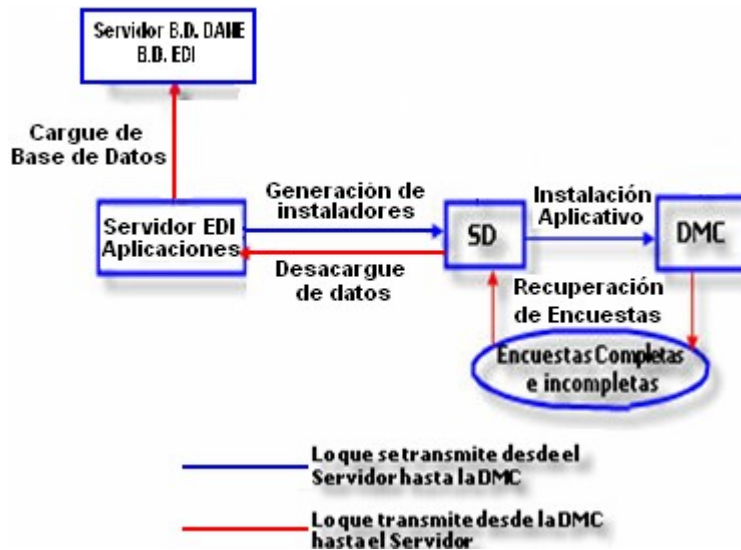 Servidor B.D. DANE
B.D. EDI
Cargue de
Base de Datos
Generación de
instaladores
Instalación
Aplicativo
Servidor EDI
Aplicaciones
SD
DMC
Desacargue
de datos
Recuperación
de Encuestas
Encuestas Completas
e incompletas
Lo que se transmite desde el
Servidor hasta la DMC
Lo que transmite desde la DMC
hasta el Servidor